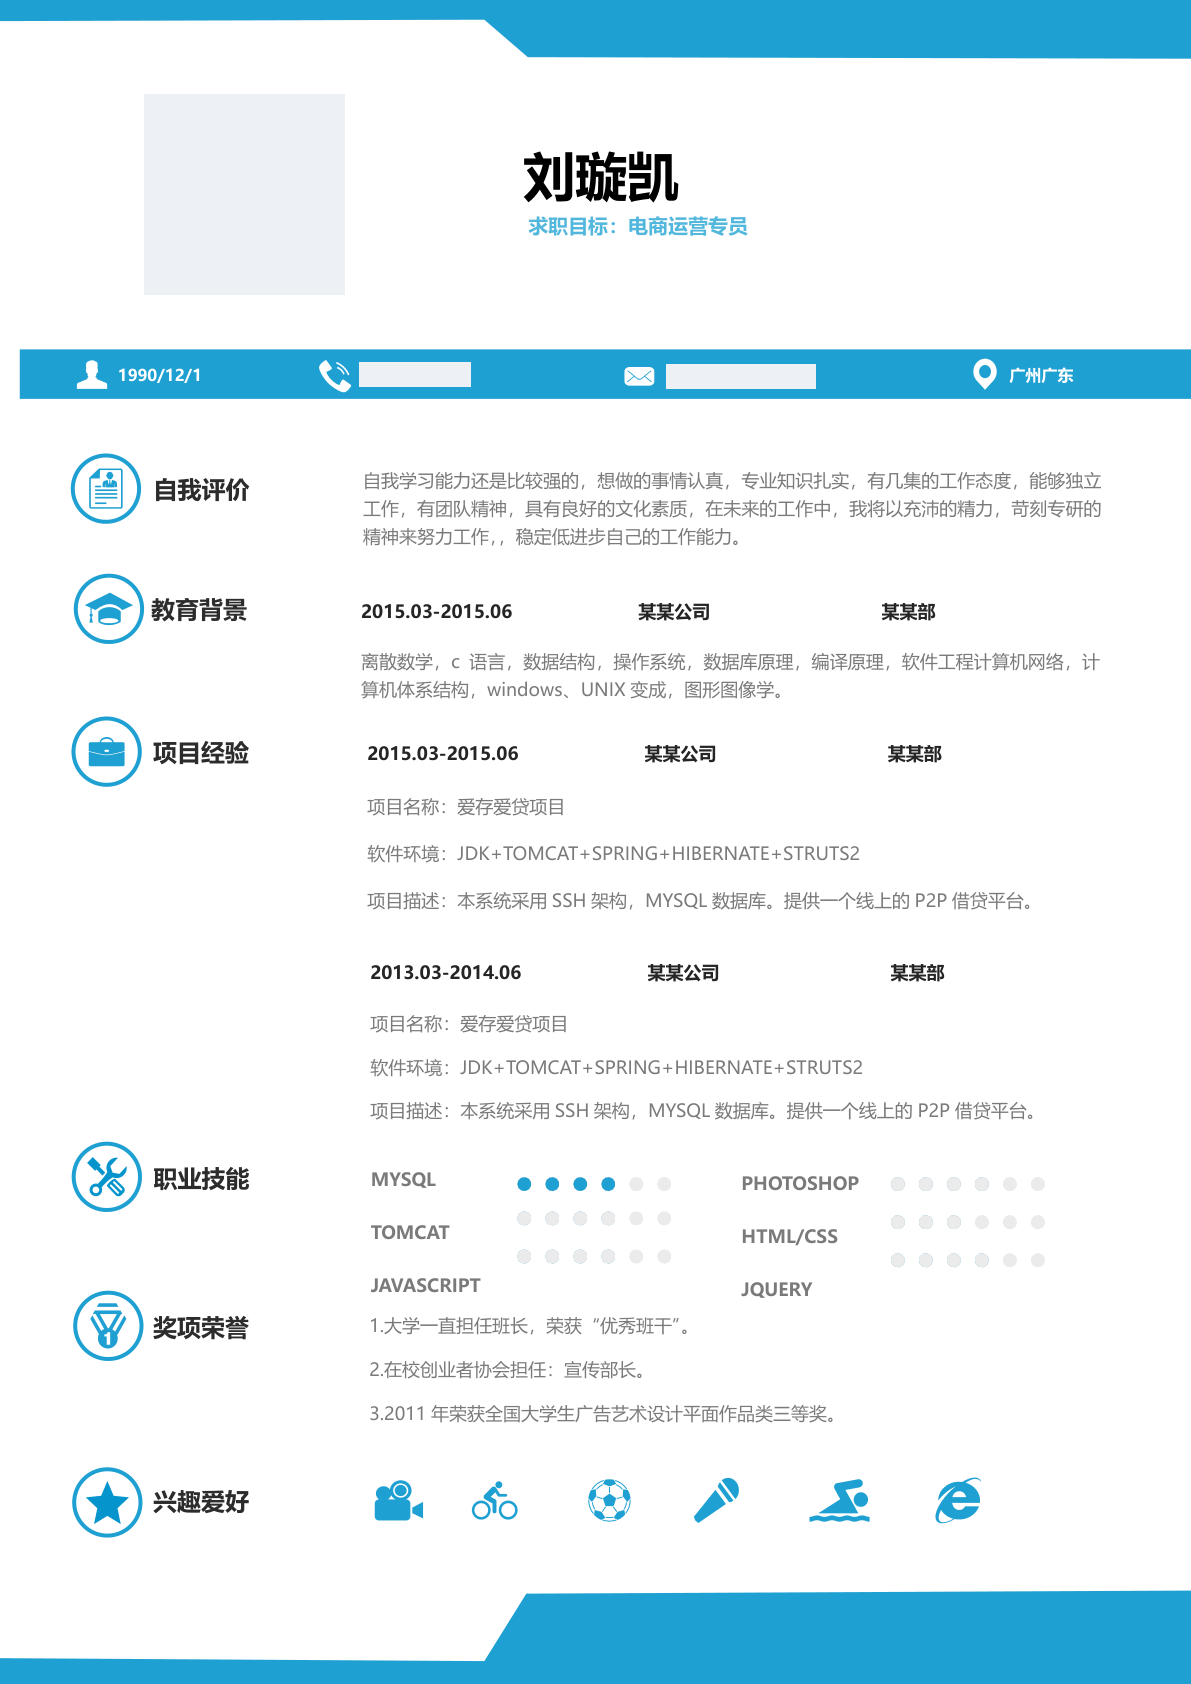 刘璇凯
求职目标：电商运营专员
1990/12/1
广州广东
自我评价
自我学习能力还是比较强的，想做的事情认真，专业知识扎实，有几集的工作态度，能够独立
工作，有团队精神，具有良好的文化素质，在未来的工作中，我将以充沛的精力，苛刻专研的
精神来努力工作，，稳定低进步自己的工作能力。
教育背景
2015.03-2015.06 某某公司 某某部
离散数学，c 语言，数据结构，操作系统，数据库原理，编译原理，软件工程计算机网络，计
算机体系结构，windows、UNIX 变成，图形图像学。
项目经验
2015.03-2015.06 某某公司 某某部
项目名称：爱存爱贷项目
软件环境：JDK+TOMCAT+SPRING+HIBERNATE+STRUTS2
项目描述：本系统采用 SSH 架构，MYSQL 数据库。提供一个线上的 P2P 借贷平台。
2013.03-2014.06 某某公司 某某部
项目名称：爱存爱贷项目
软件环境：JDK+TOMCAT+SPRING+HIBERNATE+STRUTS2
项目描述：本系统采用 SSH 架构，MYSQL 数据库。提供一个线上的 P2P 借贷平台。
职业技能
MYSQL PHOTOSHOP
TOMCAT HTML/CSS
JAVASCRIPT JQUERY
奖项荣誉
1.大学一直担任班长，荣获“优秀班干”。
2.在校创业者协会担任：宣传部长。
3.2011 年荣获全国大学生广告艺术设计平面作品类三等奖。
兴趣爱好